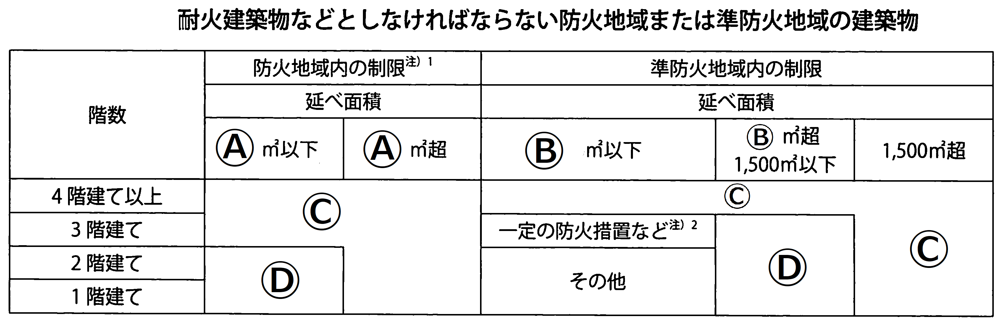 耐火建築物などとしなければならない防火地域または準防火地域の建築物
階数
防火地域内の制限注）1
準防火地域内の制限
延べ面積
延べ面積
Ⓐ ㎡以下
Ⓐ ㎡超
Ⓑ ㎡以下
Ⓑ ㎡超
1,500㎡以下
1,500㎡超
4階建て以上
Ⓒ
Ⓒ
3階建て
一定の防火措置など注）2
Ⓓ
Ⓒ
2階建て
Ⓓ
その他
1階建て